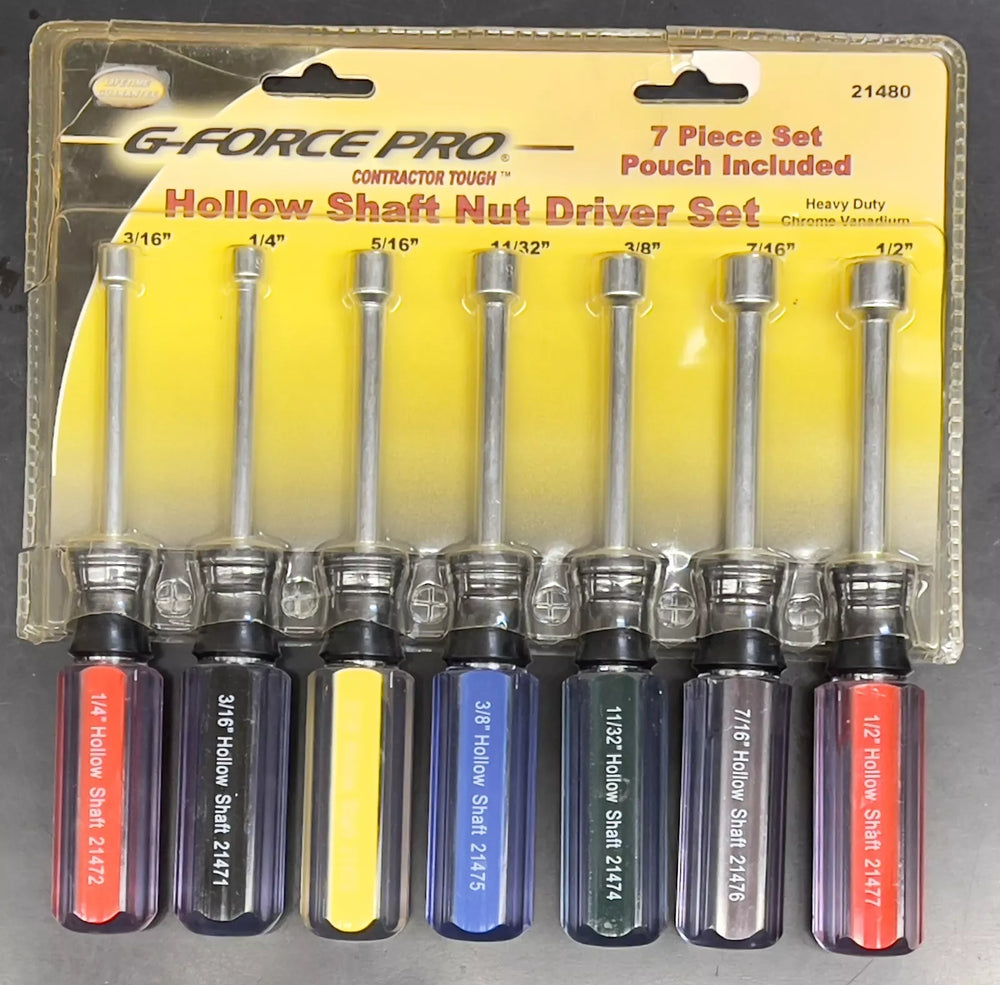 LIFETIME
GUARANTEE
21480
G-FORCE PRO®
CONTRACTOR TOUGH™
7 Piece Set
Pouch Included
Hollow Shaft Nut Driver Set
Heavy Duty
Chrome Vanadium
3/16” 1/4” 5/16” 11/32” 3/8” 7/16” 1/2”
1/4" Hollow Shaft 21472
3/16" Hollow Shaft 21471
3/8" Hollow Shaft 21475
11/32" Hollow Shaft 21474
7/16" Hollow Shaft 21476
1/2" Hollow Shaft 21477